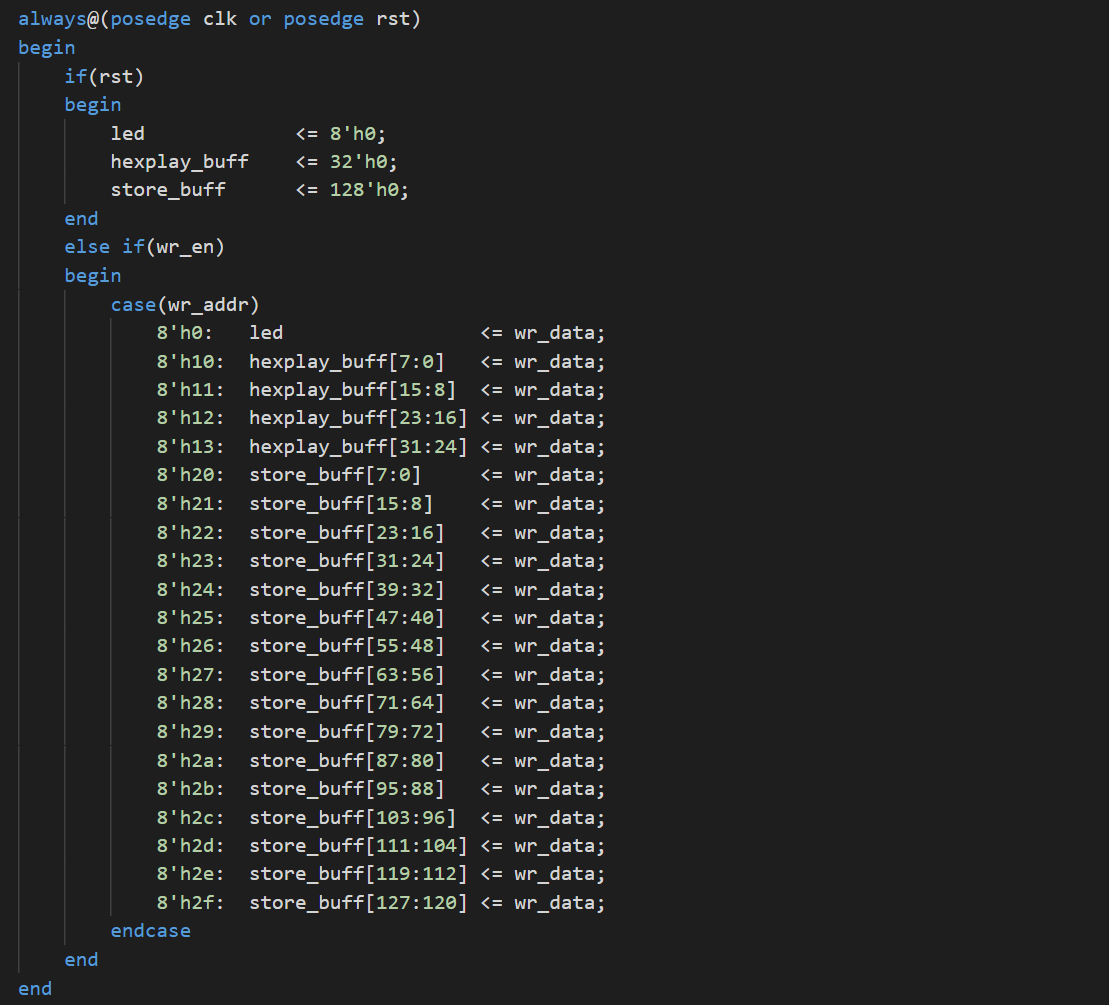 always@(posedge clk or posedge rst)
begin
    if(rst)
    begin
        led             <= 8'h0;
        hexplay_buff    <= 32'h0;
        store_buff      <= 128'h0;
    end
    else if(wr_en)
    begin
        case(wr_addr)
            8'h0:   led                 <= wr_data;
            8'h10:  hexplay_buff[7:0]   <= wr_data;
            8'h11:  hexplay_buff[15:8]  <= wr_data;
            8'h12:  hexplay_buff[23:16] <= wr_data;
            8'h13:  hexplay_buff[31:24] <= wr_data;
            8'h20:  store_buff[7:0]     <= wr_data;
            8'h21:  store_buff[15:8]    <= wr_data;
            8'h22:  store_buff[23:16]   <= wr_data;
            8'h23:  store_buff[31:24]   <= wr_data;
            8'h24:  store_buff[39:32]   <= wr_data;
            8'h25:  store_buff[47:40]   <= wr_data;
            8'h26:  store_buff[55:48]   <= wr_data;
            8'h27:  store_buff[63:56]   <= wr_data;
            8'h28:  store_buff[71:64]   <= wr_data;
            8'h29:  store_buff[79:72]   <= wr_data;
            8'h2a:  store_buff[87:80]   <= wr_data;
            8'h2b:  store_buff[95:88]   <= wr_data;
            8'h2c:  store_buff[103:96]  <= wr_data;
            8'h2d:  store_buff[111:104] <= wr_data;
            8'h2e:  store_buff[119:112] <= wr_data;
            8'h2f:  store_buff[127:120] <= wr_data;
        endcase
    end
end